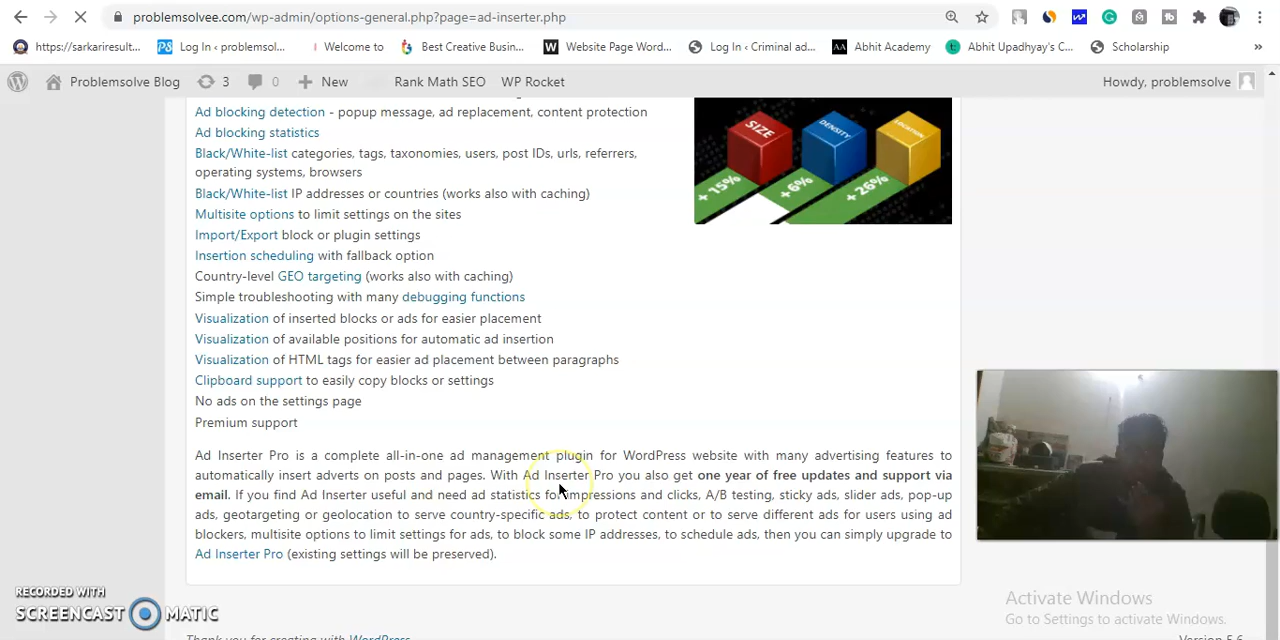 problemsolvee.com/wp-admin/options-general.php?page=ad-inserter.php
https://sarkariresult... Log In ‹ problemsol... Welcome to Best Creative Busin... Website Page Word... Log In ‹ Criminal ad... Abhit Academy Abhit Upadhyay's C... Scholarship »
Problemsolve Blog 3 0 New Rank Math SEO WP Rocket Howdy, problemsolve
Ad blocking detection - popup message, ad replacement, content protection
Ad blocking statistics
Black/White-list categories, tags, taxonomies, users, post IDs, urls, referrers,
operating systems, browsers
Black/White-list IP addresses or countries (works also with caching)
Multisite options to limit settings on the sites
Import/Export block or plugin settings
Insertion scheduling with fallback option
Country-level GEO targeting (works also with caching)
Simple troubleshooting with many debugging functions
Visualization of inserted blocks or ads for easier placement
Visualization of available positions for automatic ad insertion
Visualization of HTML tags for easier ad placement between paragraphs
Clipboard support to easily copy blocks or settings
No ads on the settings page
Premium support
SIZE DENSITY LOCATION
+15% +6% +26%
Ad Inserter Pro is a complete all-in-one ad management plugin for WordPress website with many advertising features to
automatically insert adverts on posts and pages. With Ad Inserter Pro you also get one year of free updates and support via
email. If you find Ad Inserter useful and need ad statistics for impressions and clicks, A/B testing, sticky ads, slider ads, pop-up
ads, geotargeting or geolocation to serve country-specific ads, to protect content or to serve different ads for users using ad
blockers, multisite options to limit settings for ads, to block some IP addresses, to schedule ads, then you can simply upgrade to
Ad Inserter Pro (existing settings will be preserved).
RECORDED WITH
SCREENCAST MATIC
Activate Windows
Go to Settings to activate Windows.
Thank you for creating with WordPress.
Version 5.6